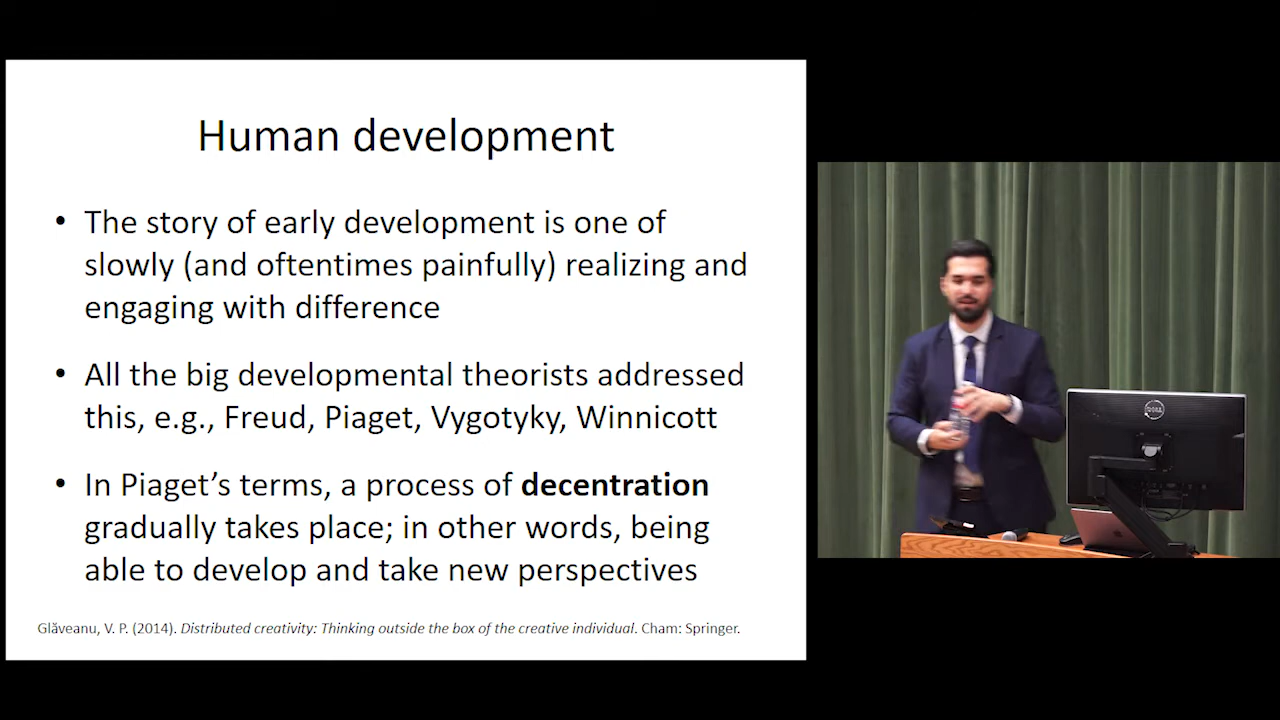 Human development
• The story of early development is one of
slowly (and oftentimes painfully) realizing and
engaging with difference
• All the big developmental theorists addressed
this, e.g., Freud, Piaget, Vygotyky, Winnicott
• In Piaget’s terms, a process of decentration
gradually takes place; in other words, being
able to develop and take new perspectives
Glăveanu, V. P. (2014). Distributed creativity: Thinking outside the box of the creative individual. Cham: Springer.
DELL